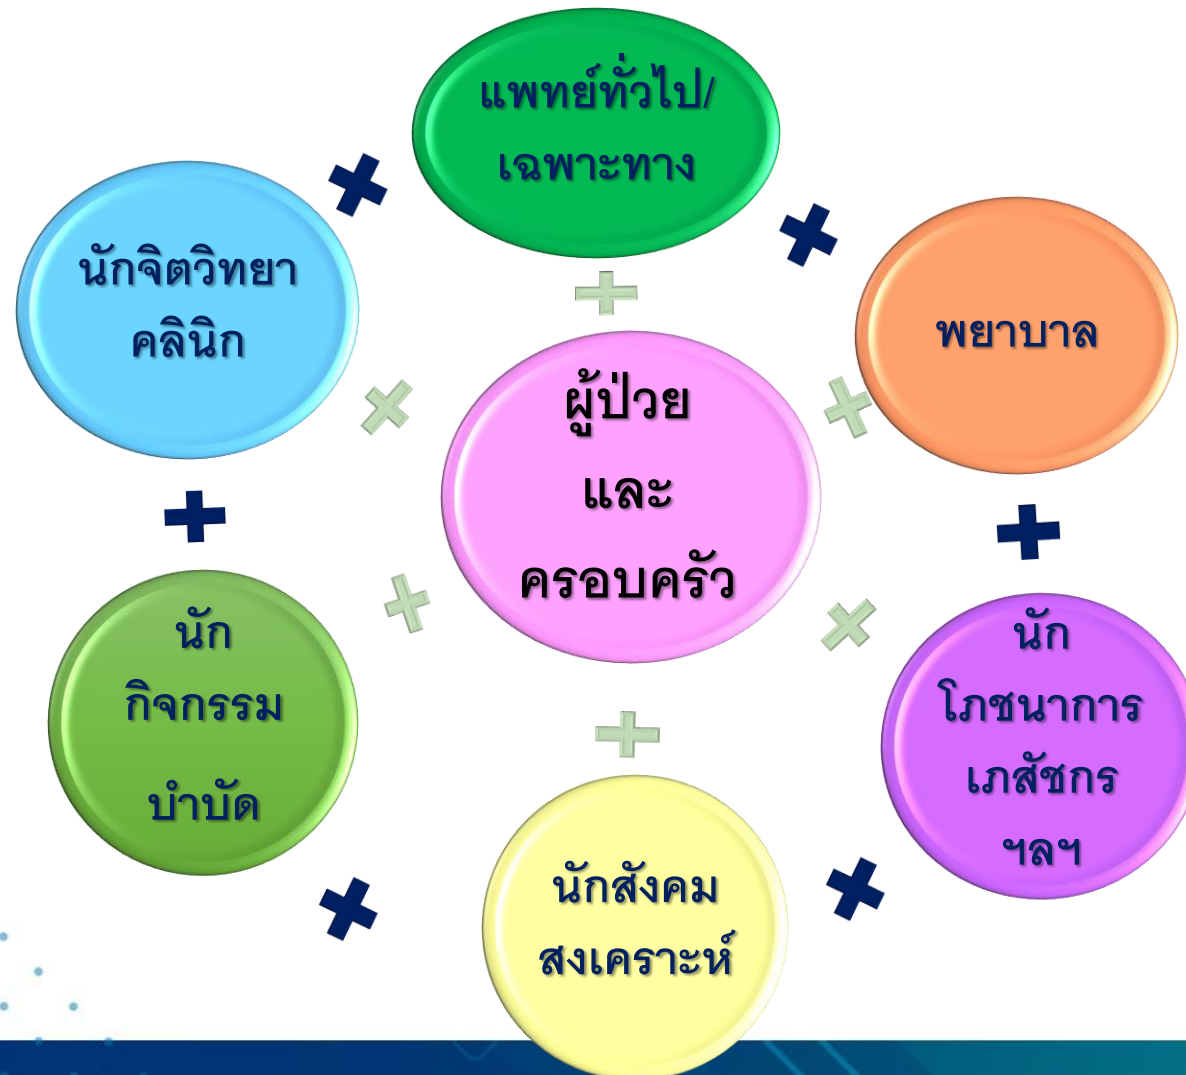 แพทย์ทั่วไป/
เฉพาะทาง
นักจิตวิทยา
คลินิก
พยาบาล
ผู้ป่วย
และ
ครอบครัว
นัก
กิจกรรม
บำบัด
นัก
โภชนาการ
เภสัชกร
ฯลฯ
นักสังคม
สงเคราะห์